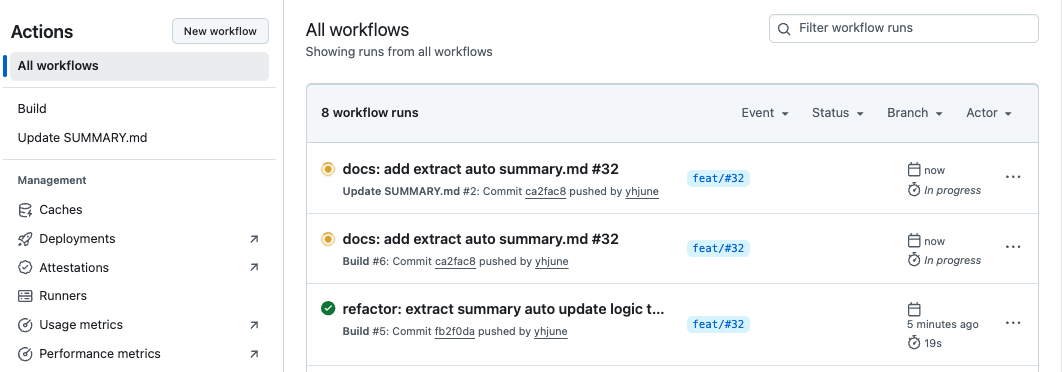 Actions
New workflow
All workflows
Build
Update SUMMARY.md
Management
Caches
Deployments
Attestations
Runners
Usage metrics
Performance metrics
All workflows
Showing runs from all workflows
Filter workflow runs
8 workflow runs
Event
Status
Branch
Actor
docs: add extract auto summary.md #32
Update SUMMARY.md #2: Commit ca2fac8 pushed by yhjune
feat/#32
now
In progress
docs: add extract auto summary.md #32
Build #6: Commit ca2fac8 pushed by yhjune
feat/#32
now
In progress
refactor: extract summary auto update logic t...
Build #5: Commit fb2f0da pushed by yhjune
feat/#32
5 minutes ago
19s